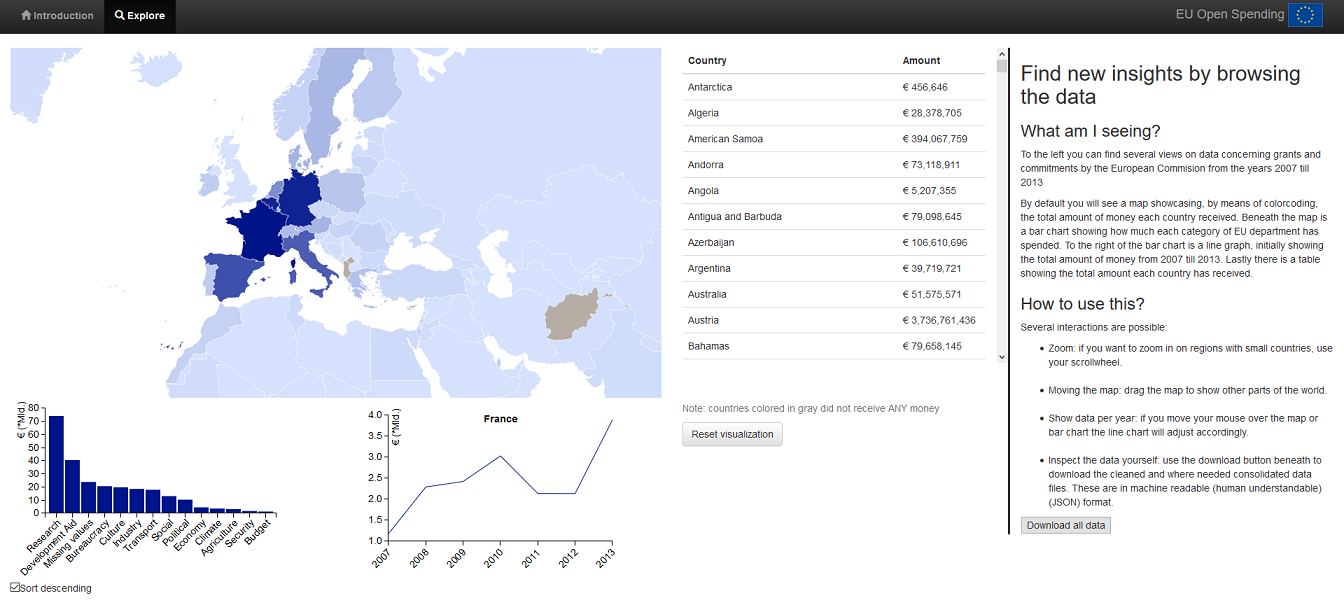 Introduction
Explore
EU Open Spending
Country Amount
Antarctica € 456,646
Algeria € 28,378,705
American Samoa € 394,067,759
Andorra € 73,118,911
Angola € 5,207,355
Antigua and Barbuda € 79,098,645
Azerbaijan € 106,610,696
Argentina € 39,719,721
Australia € 51,575,571
Austria € 3,736,761,436
Bahamas € 79,658,145
Note: countries colored in gray did not receive ANY money
Reset visualization
Find new insights by browsing
the data
What am I seeing?
To the left you can find several views on data concerning grants and
commitments by the European Commision from the years 2007 till
2013
By default you will see a map showcasing, by means of colorcoding,
the total amount of money each country received. Beneath the map is
a bar chart showing how much each category of EU department has
spended. To the right of the bar chart is a line graph, initially showing
the total amount of money from 2007 till 2013. Lastly there is a table
showing the total amount each country has received.
How to use this?
Several interactions are possible:
• Zoom: if you want to zoom in on regions with small countries, use
your scrollwheel.
• Moving the map: drag the map to show other parts of the world.
• Show data per year: if you move your mouse over the map or
bar chart the line chart will adjust accordingly.
• Inspect the data yourself: use the download button beneath to
download the cleaned and where needed consolidated data
files. These are in machine readable (human understandable)
(JSON) format.
Download all data
€ (*Mld.)
80
70
60
50
40
30
20
10
0
Research
Development Aid
Missing values
Bureaucracy
Culture
Industry
Transport
Social
Political
Economy
Climate
Agriculture
Security
Budget
Sort descending
France
€ (*Mld.)
4.0
3.5
3.0
2.5
2.0
1.5
1.0
2007
2008
2009
2010
2011
2012
2013